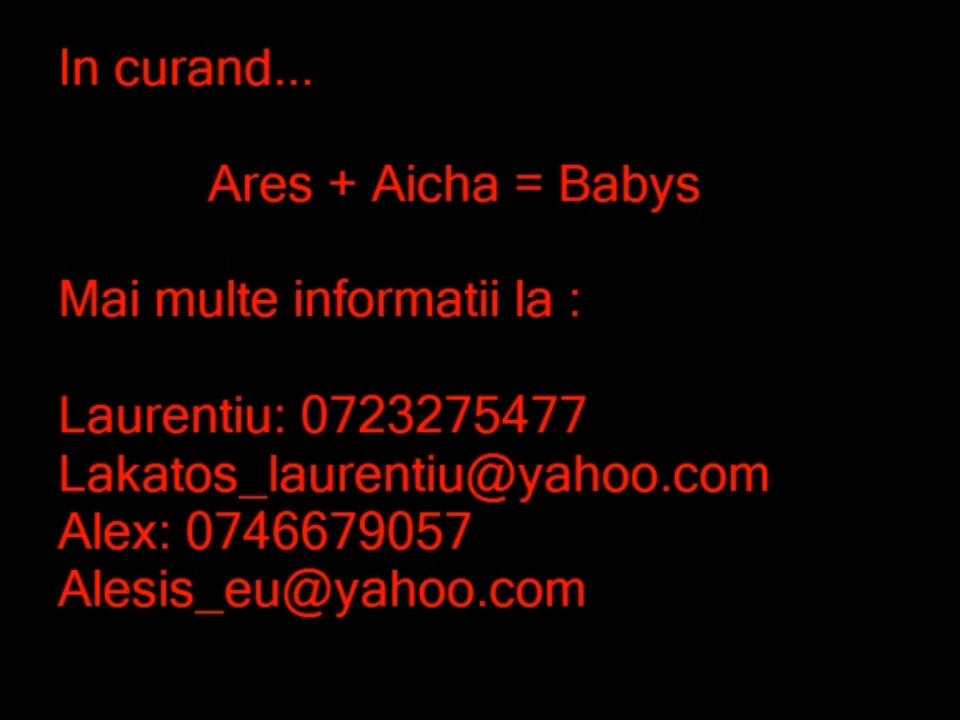 In curand...
Ares + Aicha = Babys
Mai multe informatii la :
Laurentiu: 0723275477
Lakatos_laurentiu@yahoo.com
Alex: 0746679057
Alesis_eu@yahoo.com